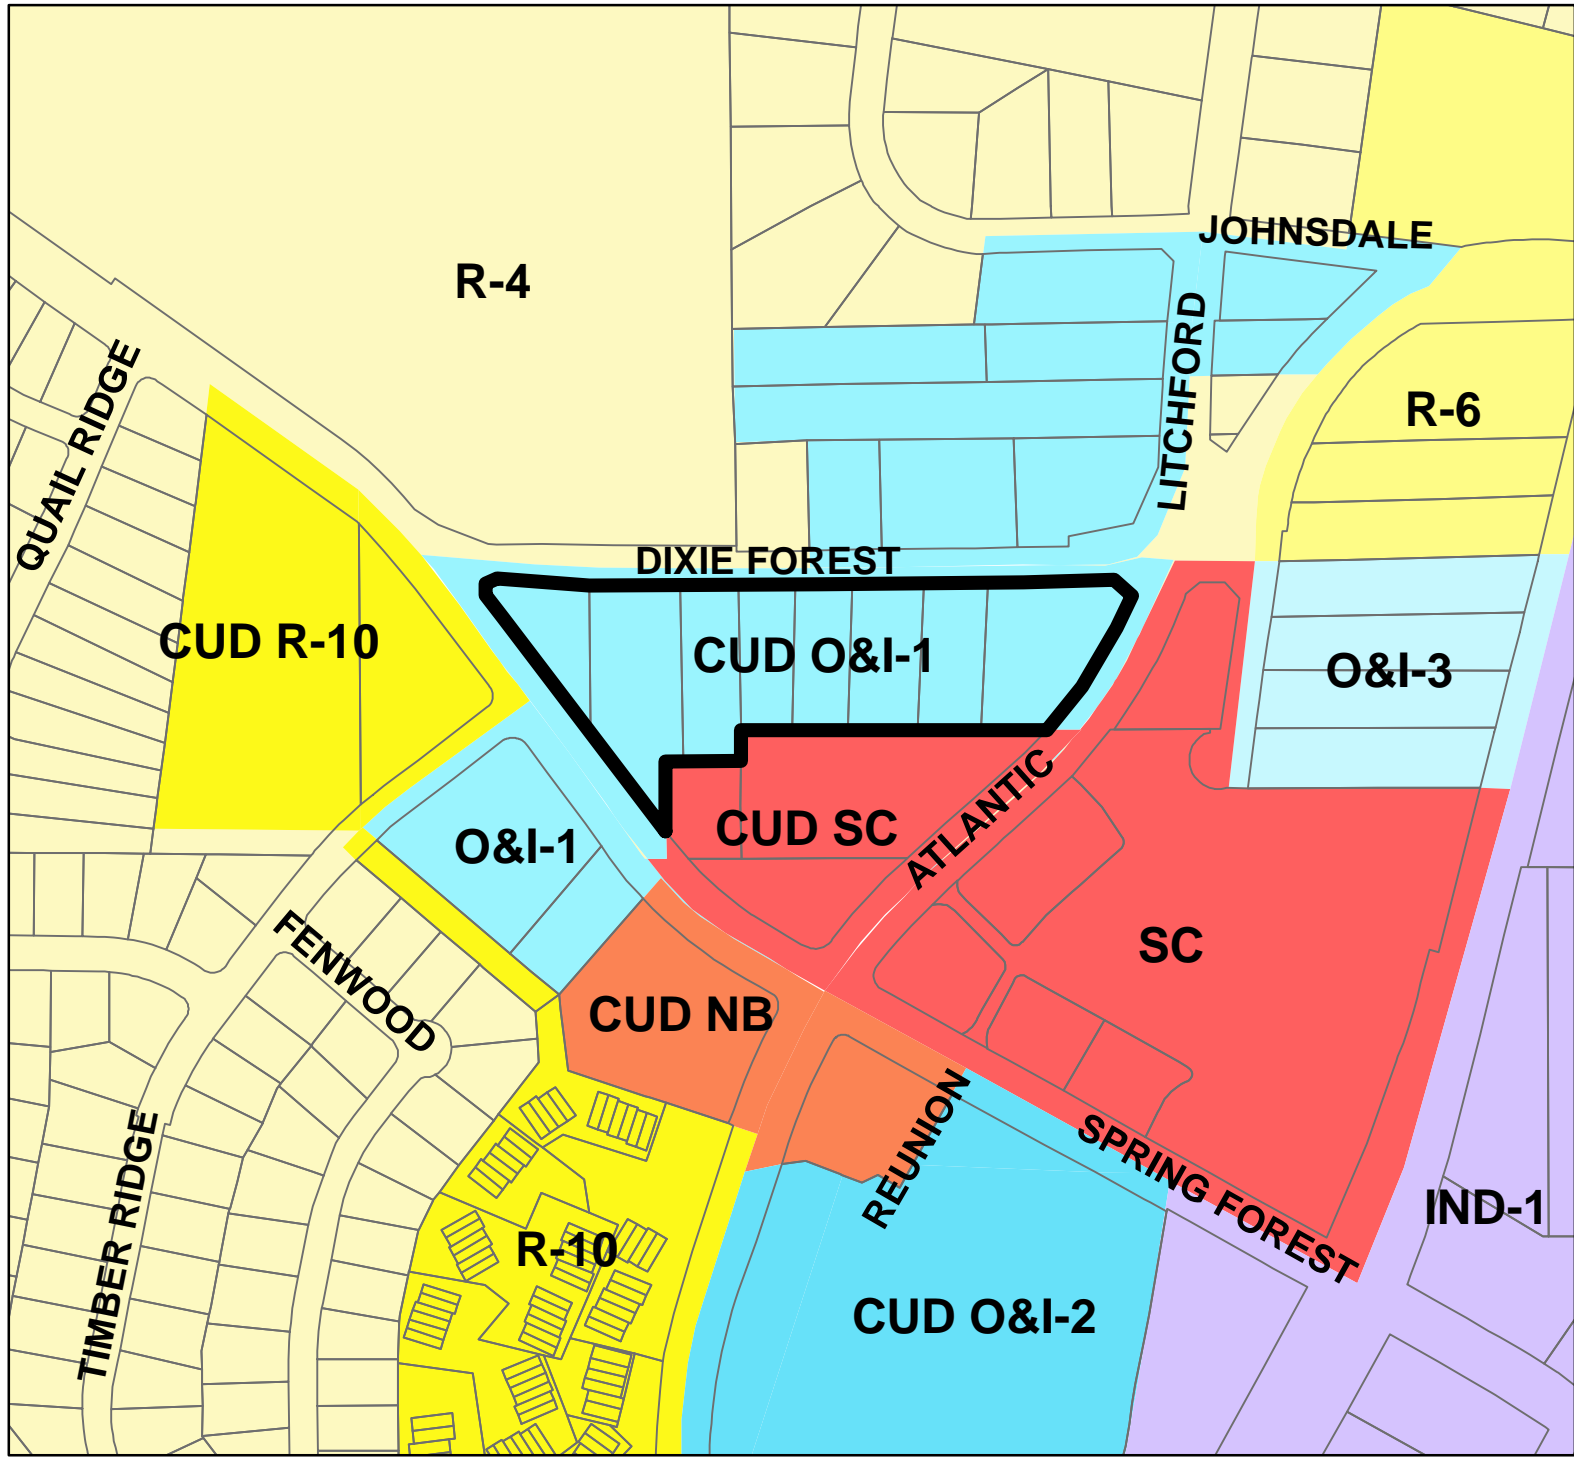 JOHNSDALE
R-4
LITCHFORD
QUAIL RIDGE
R-6
DIXIE FOREST
CUD R-10
CUD O&I-1
O&I-3
ATLANTIC
CUD SC
O&I-1
SC
FENWOOD
CUD NB
REUNION
SPRING FOREST
TIMBER RIDGE
IND-1
R-10
CUD O&I-2